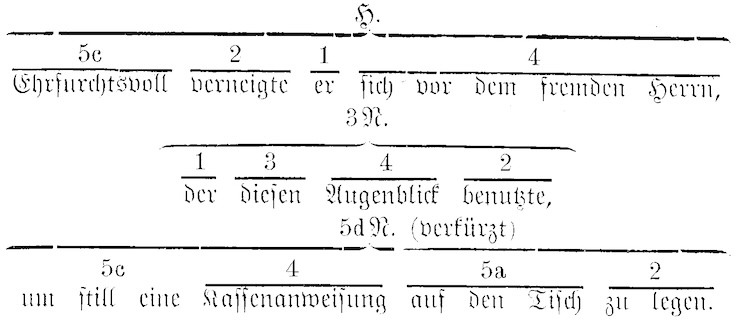 H.
5c 2 1 4
Ehrfurchtsvoll verneigte er sich vor dem fremden Herrn,
3 N.
1 3 4 2
der diesen Augenblick benutzte,
5d N. (verkürzt)
5c 4 5a 2
um still eine Kassenanweisung auf den Tisch zu legen.